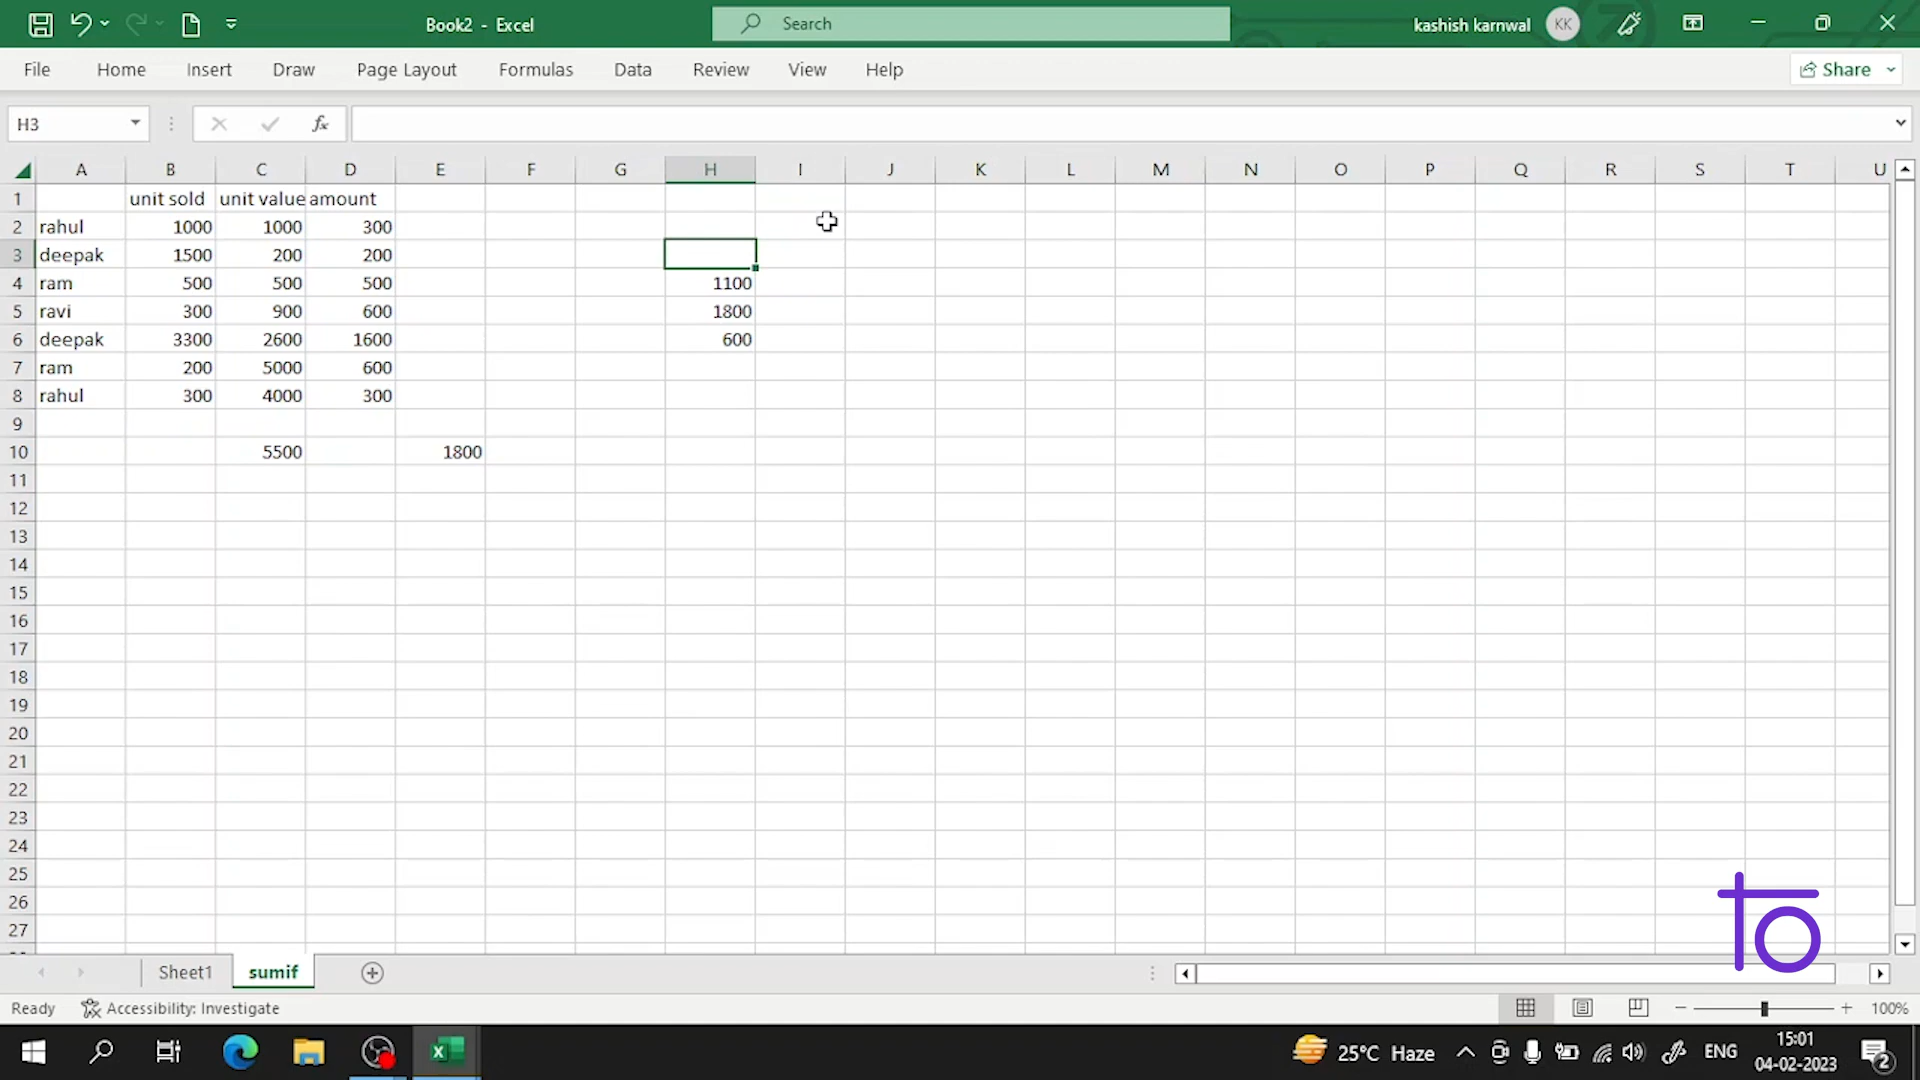 Book2 - Excel
Search
kashish karnwal KK
File Home Insert Draw Page Layout Formulas Data Review View Help Share
H3 fx
A B C D E F G H I J K L M N O P Q R S T U
1 unit sold unit value amount
2 rahul 1000 1000 300
3 deepak 1500 200 200
4 ram 500 500 500 1100
5 ravi 300 900 600 1800
6 deepak 3300 2600 1600 600
7 ram 200 5000 600
8 rahul 300 4000 300
9
10 5500 1800
11
12
13
14
15
16
17
18
19
20
21
22
23
24
25
26
27
to
Sheet1 sumif
Ready Accessibility: Investigate 100%
25°C Haze ENG 15:01
04-02-2023 2